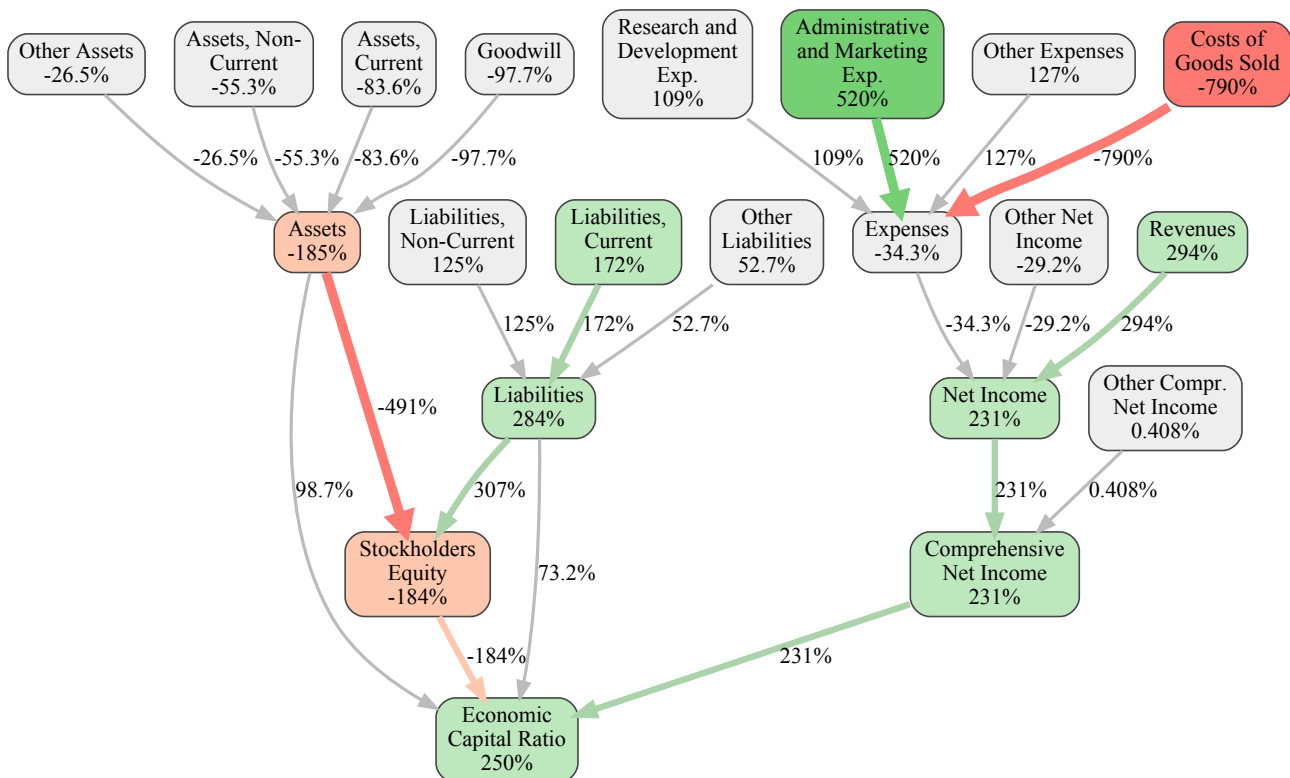 Other Assets
-26.5%
Assets, Non-
Current
-55.3%
Assets,
Current
-83.6%
Goodwill
-97.7%
Research and
Development
Exp.
109%
Administrative
and Marketing
Exp.
520%
Other Expenses
127%
Costs of
Goods Sold
-790%
-26.5%
-55.3%
-83.6%
-97.7%
109%
520%
127%
-790%
Assets
-185%
Liabilities,
Non-Current
125%
Liabilities,
Current
172%
Other
Liabilities
52.7%
Expenses
-34.3%
Other Net
Income
-29.2%
Revenues
294%
125%
172%
52.7%
-34.3%
-29.2%
294%
-491%
Liabilities
284%
Net Income
231%
Other Compr.
Net Income
0.408%
98.7%
307%
231%
0.408%
Stockholders
Equity
-184%
73.2%
Comprehensive
Net Income
231%
-184%
231%
Economic
Capital Ratio
250%